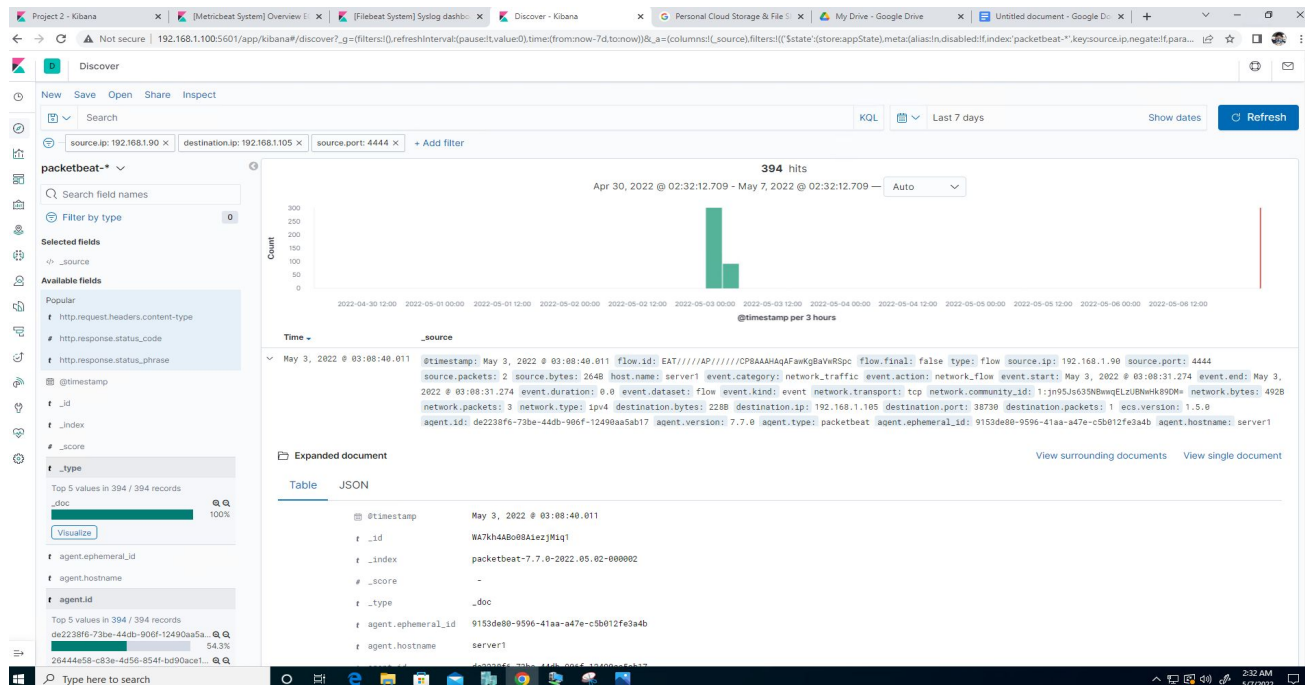 Project 2 - Kibana
[Metricbeat System] Overview E
[Filebeat System] Syslog dashbo
Discover - Kibana
Personal Cloud Storage & File S
My Drive - Google Drive
Untitled document - Google Do
Not secure | 192.168.1.100:5601/app/kibana#/discover?_g=(filters:!(),refreshInterval:(pause:!t,value:0),time:(from:now-7d,to:now))&_a=(columns:!(_source),filters:!(('$state':(store:appState),meta:(alias:!n,disabled:!f,index:'packetbeat-*',key:source.ip,negate:!f,para...
D Discover
New Save Open Share Inspect
Search KQL Last 7 days Show dates Refresh
source.ip: 192.168.1.90 × destination.ip: 192.168.1.105 × source.port: 4444 × + Add filter
packetbeat-*
Search field names
Filter by type 0
Selected fields
</> _source
Available fields
Popular
t http.request.headers.content-type
# http.response.status_code
t http.response.status_phrase
@timestamp
t _id
t _index
# _score
t _type
Top 5 values in 394 / 394 records
_doc
100%
Visualize
t agent.ephemeral_id
t agent.hostname
t agent.id
Top 5 values in 394 / 394 records
de2238f6-73be-44db-906f-12490aa5a...
54.3%
26444e58-c83e-4d56-854f-bd90ace1...
394 hits
Apr 30, 2022 @ 02:32:12.709 - May 7, 2022 @ 02:32:12.709 — Auto
300
250
200
150
100
50
0
Count
2022-04-30 12:00 2022-05-01 00:00 2022-05-01 12:00 2022-05-02 00:00 2022-05-02 12:00 2022-05-03 00:00 2022-05-03 12:00 2022-05-04 00:00 2022-05-04 12:00 2022-05-05 00:00 2022-05-05 12:00 2022-05-06 00:00 2022-05-06 12:00
@timestamp per 3 hours
Time _source
May 3, 2022 @ 03:08:40.011 @timestamp: May 3, 2022 @ 03:08:40.011 flow.id: EAT/////AP//////CP8AAAHAqAFawKgBaVwRSpc flow.final: false type: flow source.ip: 192.168.1.90 source.port: 4444
source.packets: 2 source.bytes: 264B host.name: server1 event.category: network_traffic event.action: network_flow event.start: May 3, 2022 @ 03:08:31.274 event.end: May 3,
2022 @ 03:08:31.274 event.duration: 0.0 event.dataset: flow event.kind: event network.transport: tcp network.community_id: 1:jn95Js635NBwwqELzUBNwHk89DM= network.bytes: 492B
network.packets: 3 network.type: ipv4 destination.bytes: 228B destination.ip: 192.168.1.105 destination.port: 38730 destination.packets: 1 ecs.version: 1.5.0
agent.id: de2238f6-73be-44db-906f-12490aa5ab17 agent.version: 7.7.0 agent.type: packetbeat agent.ephemeral_id: 9153de80-9596-41aa-a47e-c5b012fe3a4b agent.hostname: server1
Expanded document View surrounding documents View single document
Table JSON
@timestamp May 3, 2022 @ 03:08:40.011
t _id WA7kh4ABo08AiezjMiq1
t _index packetbeat-7.7.0-2022.05.02-000002
# _score -
t _type _doc
t agent.ephemeral_id 9153de80-9596-41aa-a47e-c5b012fe3a4b
t agent.hostname server1
Type here to search
2:32 AM
5/7/2022